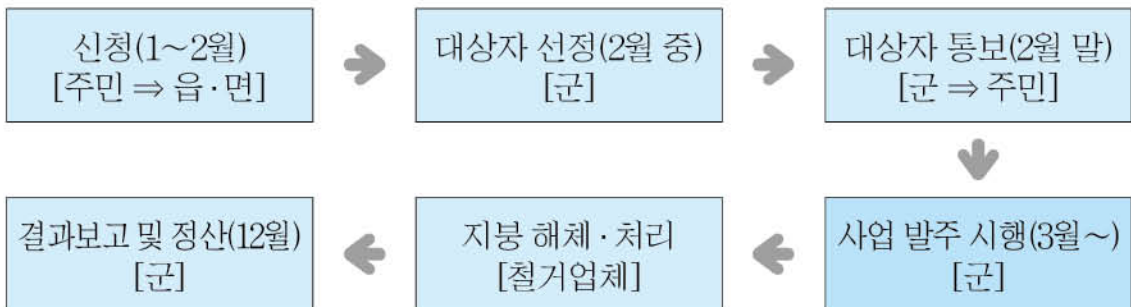 신청(1~2월)
[주민 ⇒ 읍·면]
대상자 선정(2월 중)
[군]
대상자 통보(2월 말)
[군 ⇒ 주민]
사업 발주 시행(3월~)
[군]
지붕 해체·처리
[철거업체]
결과보고 및 정산(12월)
[군]